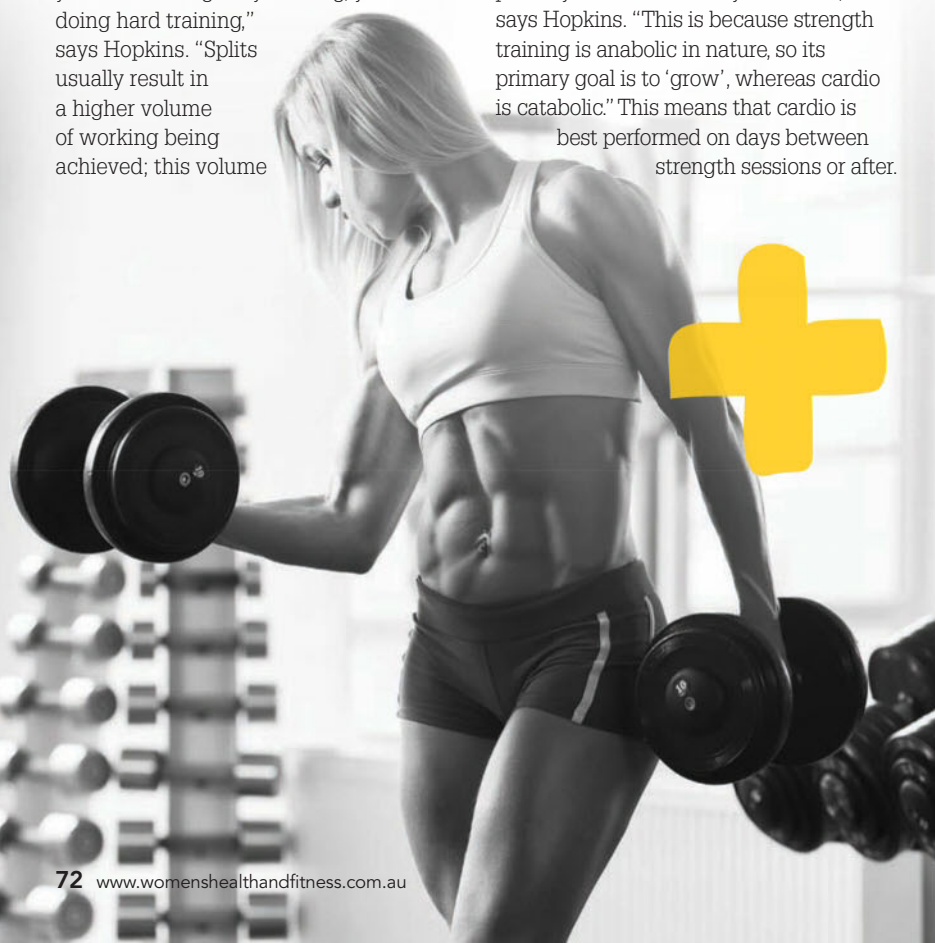 doing hard training,”
says Hopkins. “Splits
usually result in
a higher volume
of working being
achieved; this volume
says Hopkins. “This is because strength
training is anabolic in nature, so its
primary goal is to ‘grow’, whereas cardio
is catabolic.” This means that cardio is
best performed on days between
strength sessions or after.
10
72 www.womenshealthandfitness.com.au